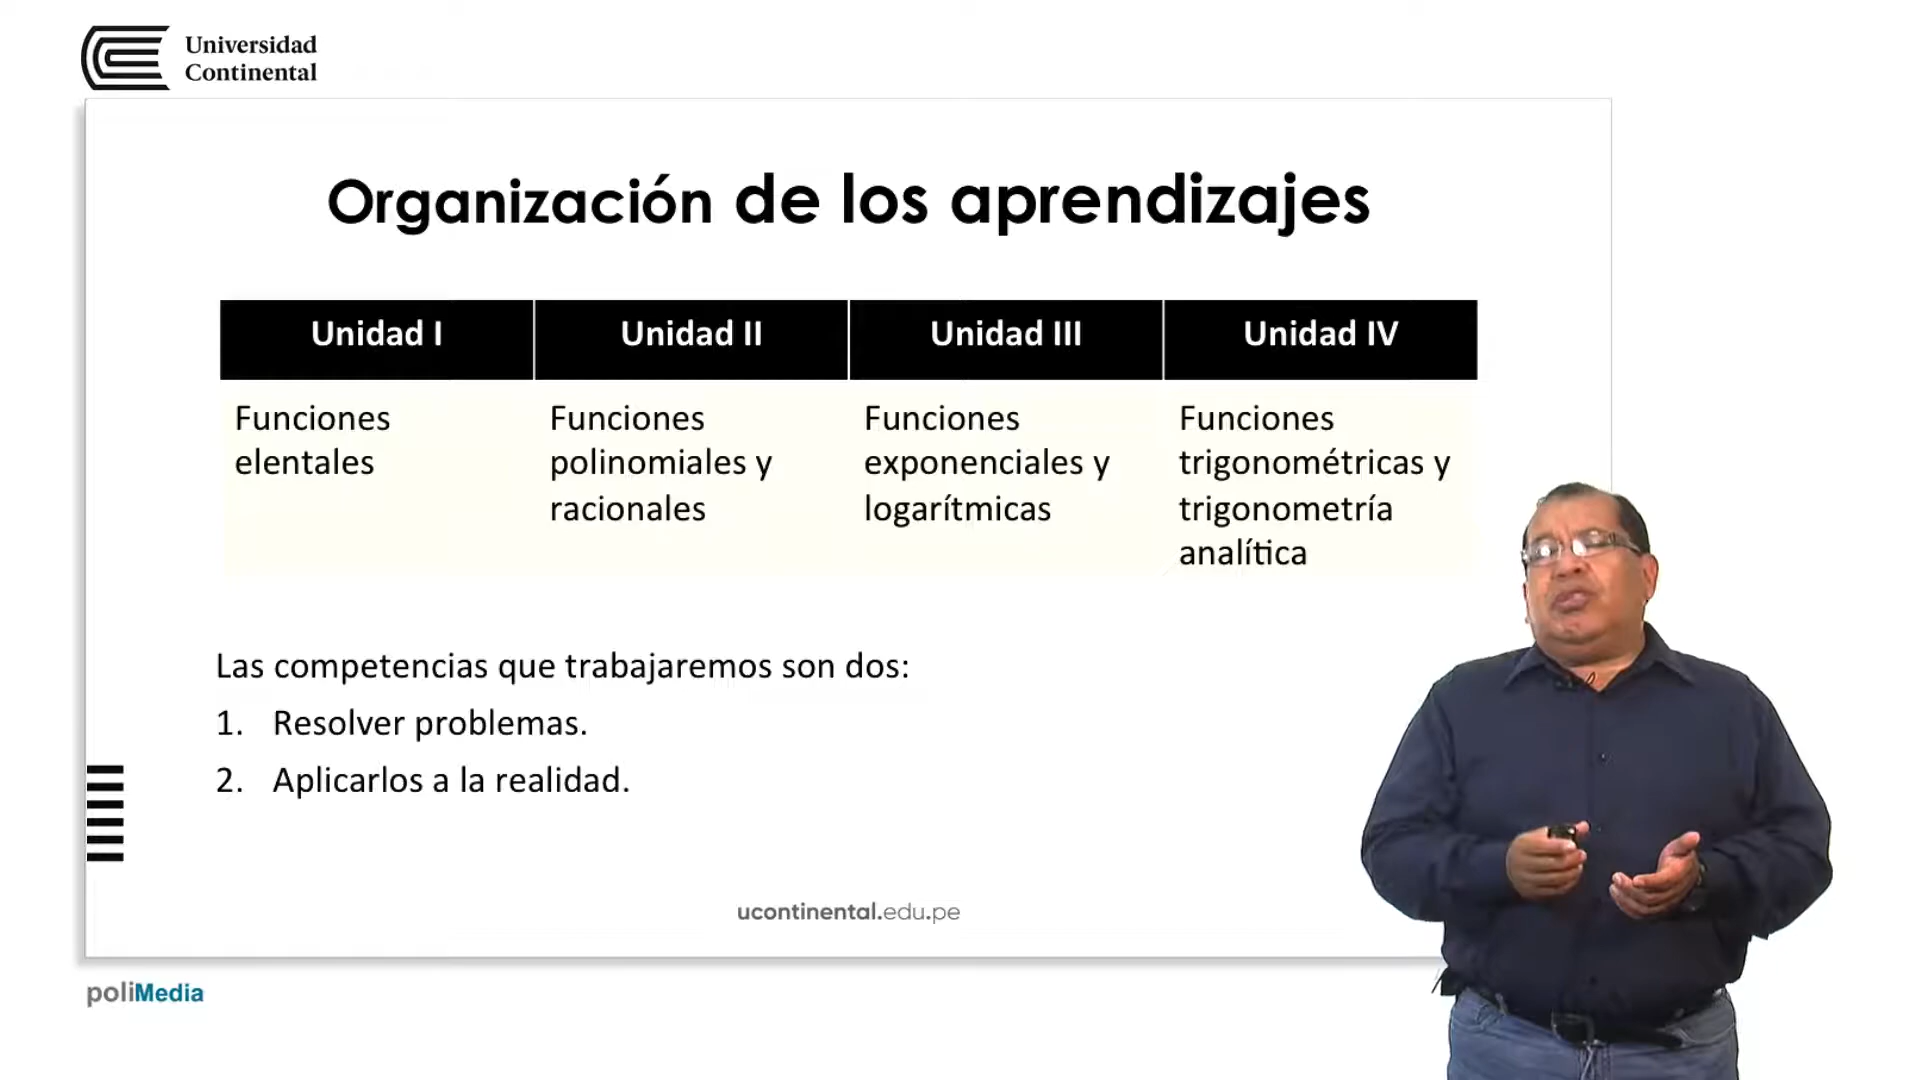 Universidad
Continental
Organización de los aprendizajes
Unidad I
Unidad II
Unidad III
Unidad IV
Funciones
elentales
Funciones
polinomiales y
racionales
Funciones
exponenciales y
logarítmicas
Funciones
trigonométricas y
trigonometría
analítica
Las competencias que trabajaremos son dos:
1. Resolver problemas.
2. Aplicarlos a la realidad.
ucontinental.edu.pe
poliMedia